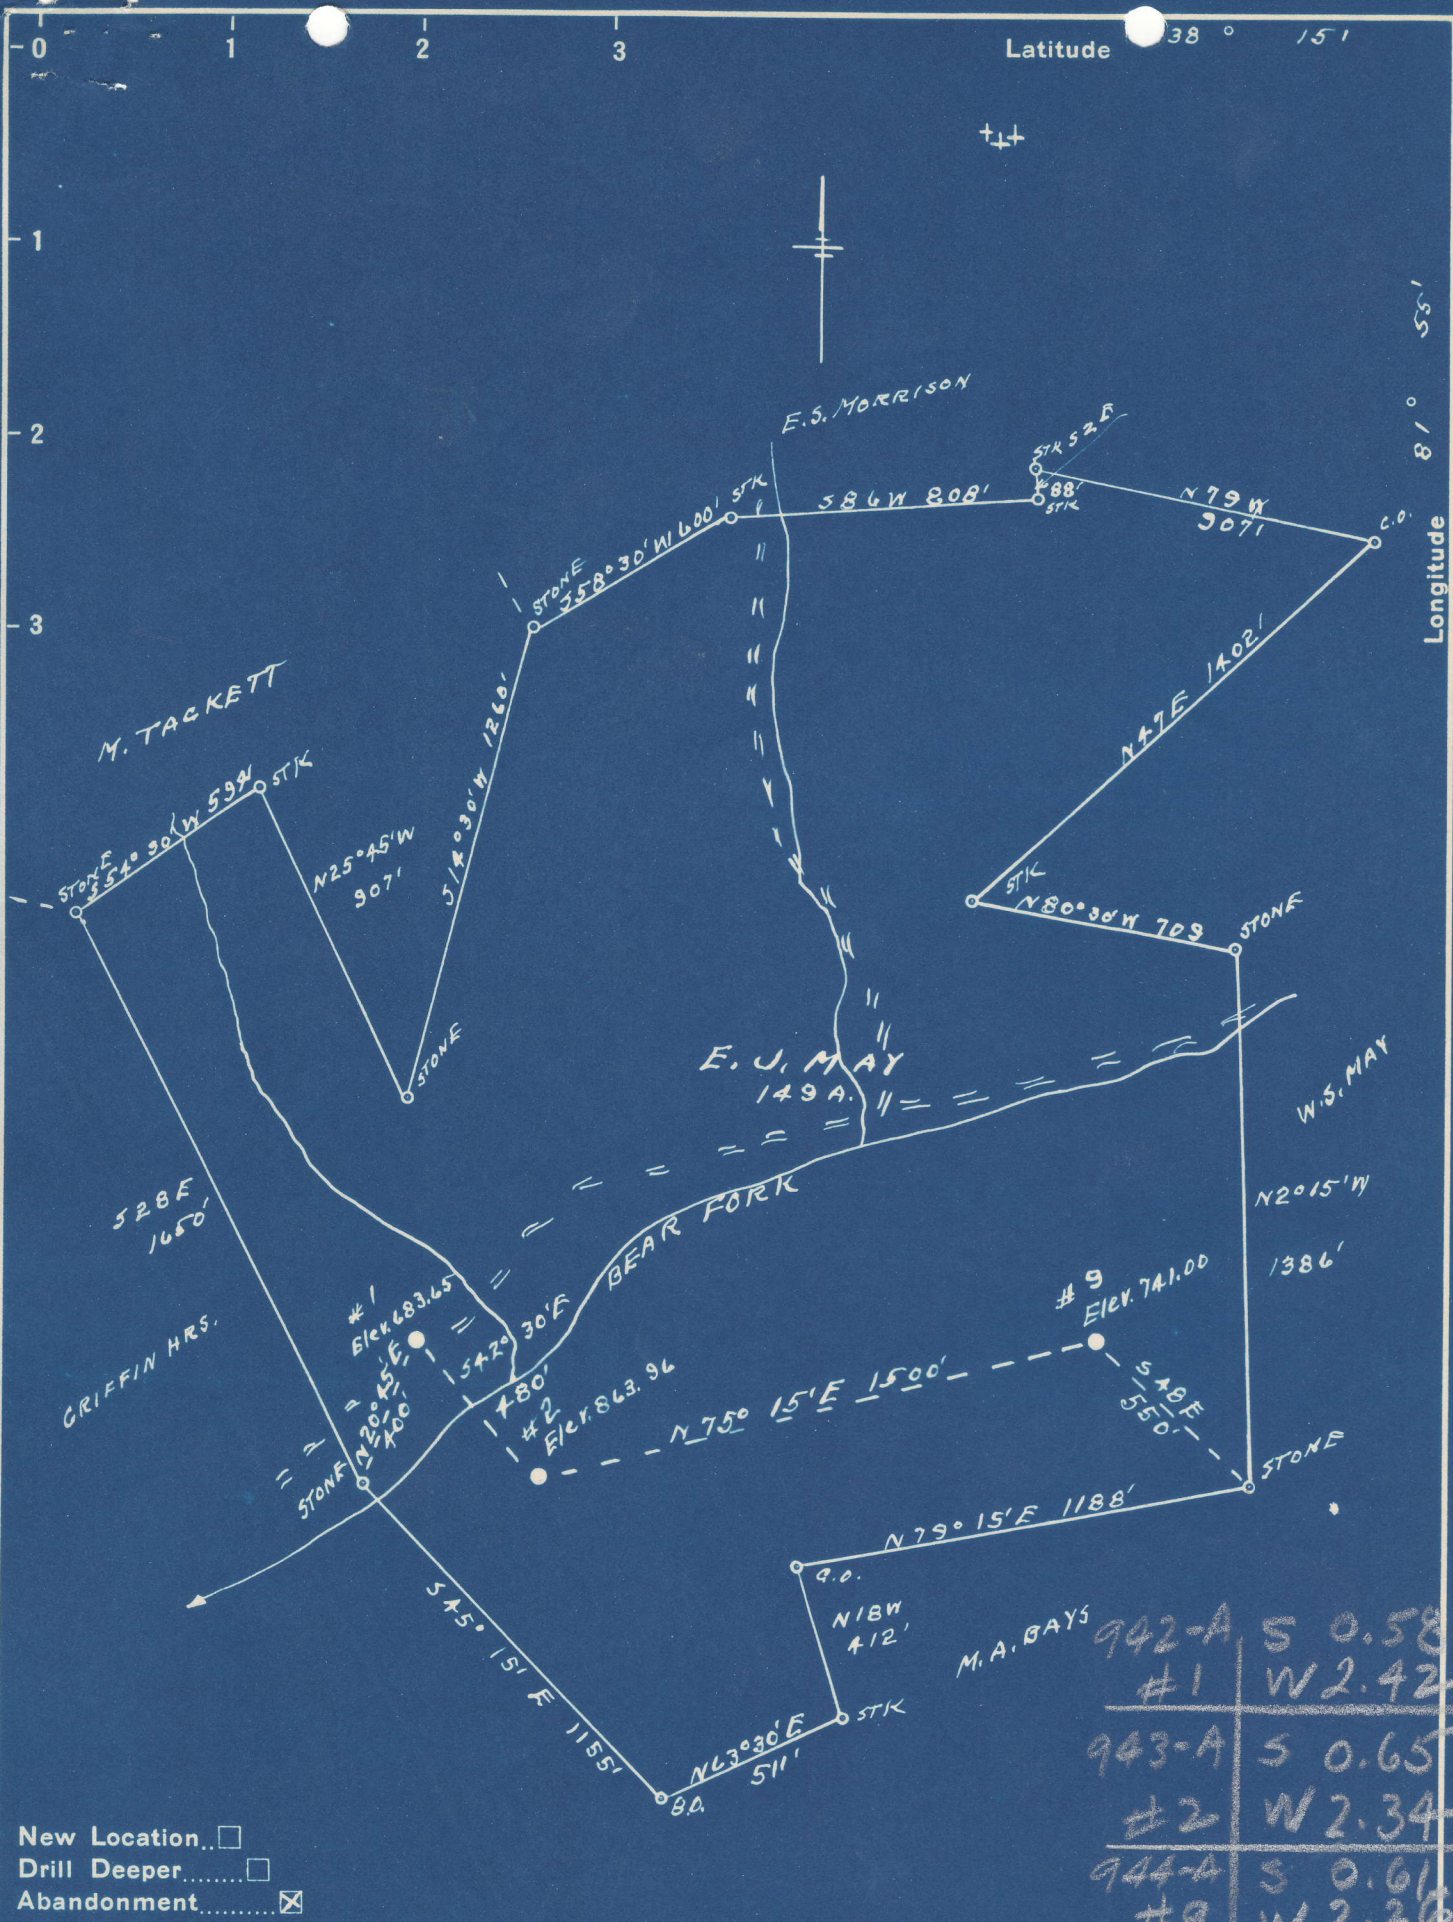 0 1 2 3
Latitude 38° 15'
1
2
3
81° 55'
Longitude
E.S. MORRISON
STK S2E
88'
STK
N79W
907'
C.O.
S86W 808'
STK
S58°30'W 600'
STONE
N47E 1402'
M. TACKETT
STK
S54°30'W 594'
STONE
N25°45'W
907'
S14°30'W 1260'
STONE
STK
N80°30'W 709
STONE
E. J. MAY
149 A.
W.S. MAY
N2°15'W
1386'
S28E
1650'
BEAR FORK
GRIFFIN HRS.
#1
Elev. 683.65
S42°30'E
480'
N20°45'E
400'
STONE
#2
Elev. 863.96
N75° 15'E 1500'
#9
Elev. 741.00
S48E
550'
STONE
N79° 15'E 1188'
C.O.
N18W
412'
M.A. BAYS
STK
S45° 15' E 1155'
N63°30'E
511'
B.O.
942-A S 0.58
#1 W 2.42
943-A S 0.65
#2 W 2.34
944-A S 0.61
#9 W 2.26
New Location..
Drill Deeper.......
Abandonment.......... ☒